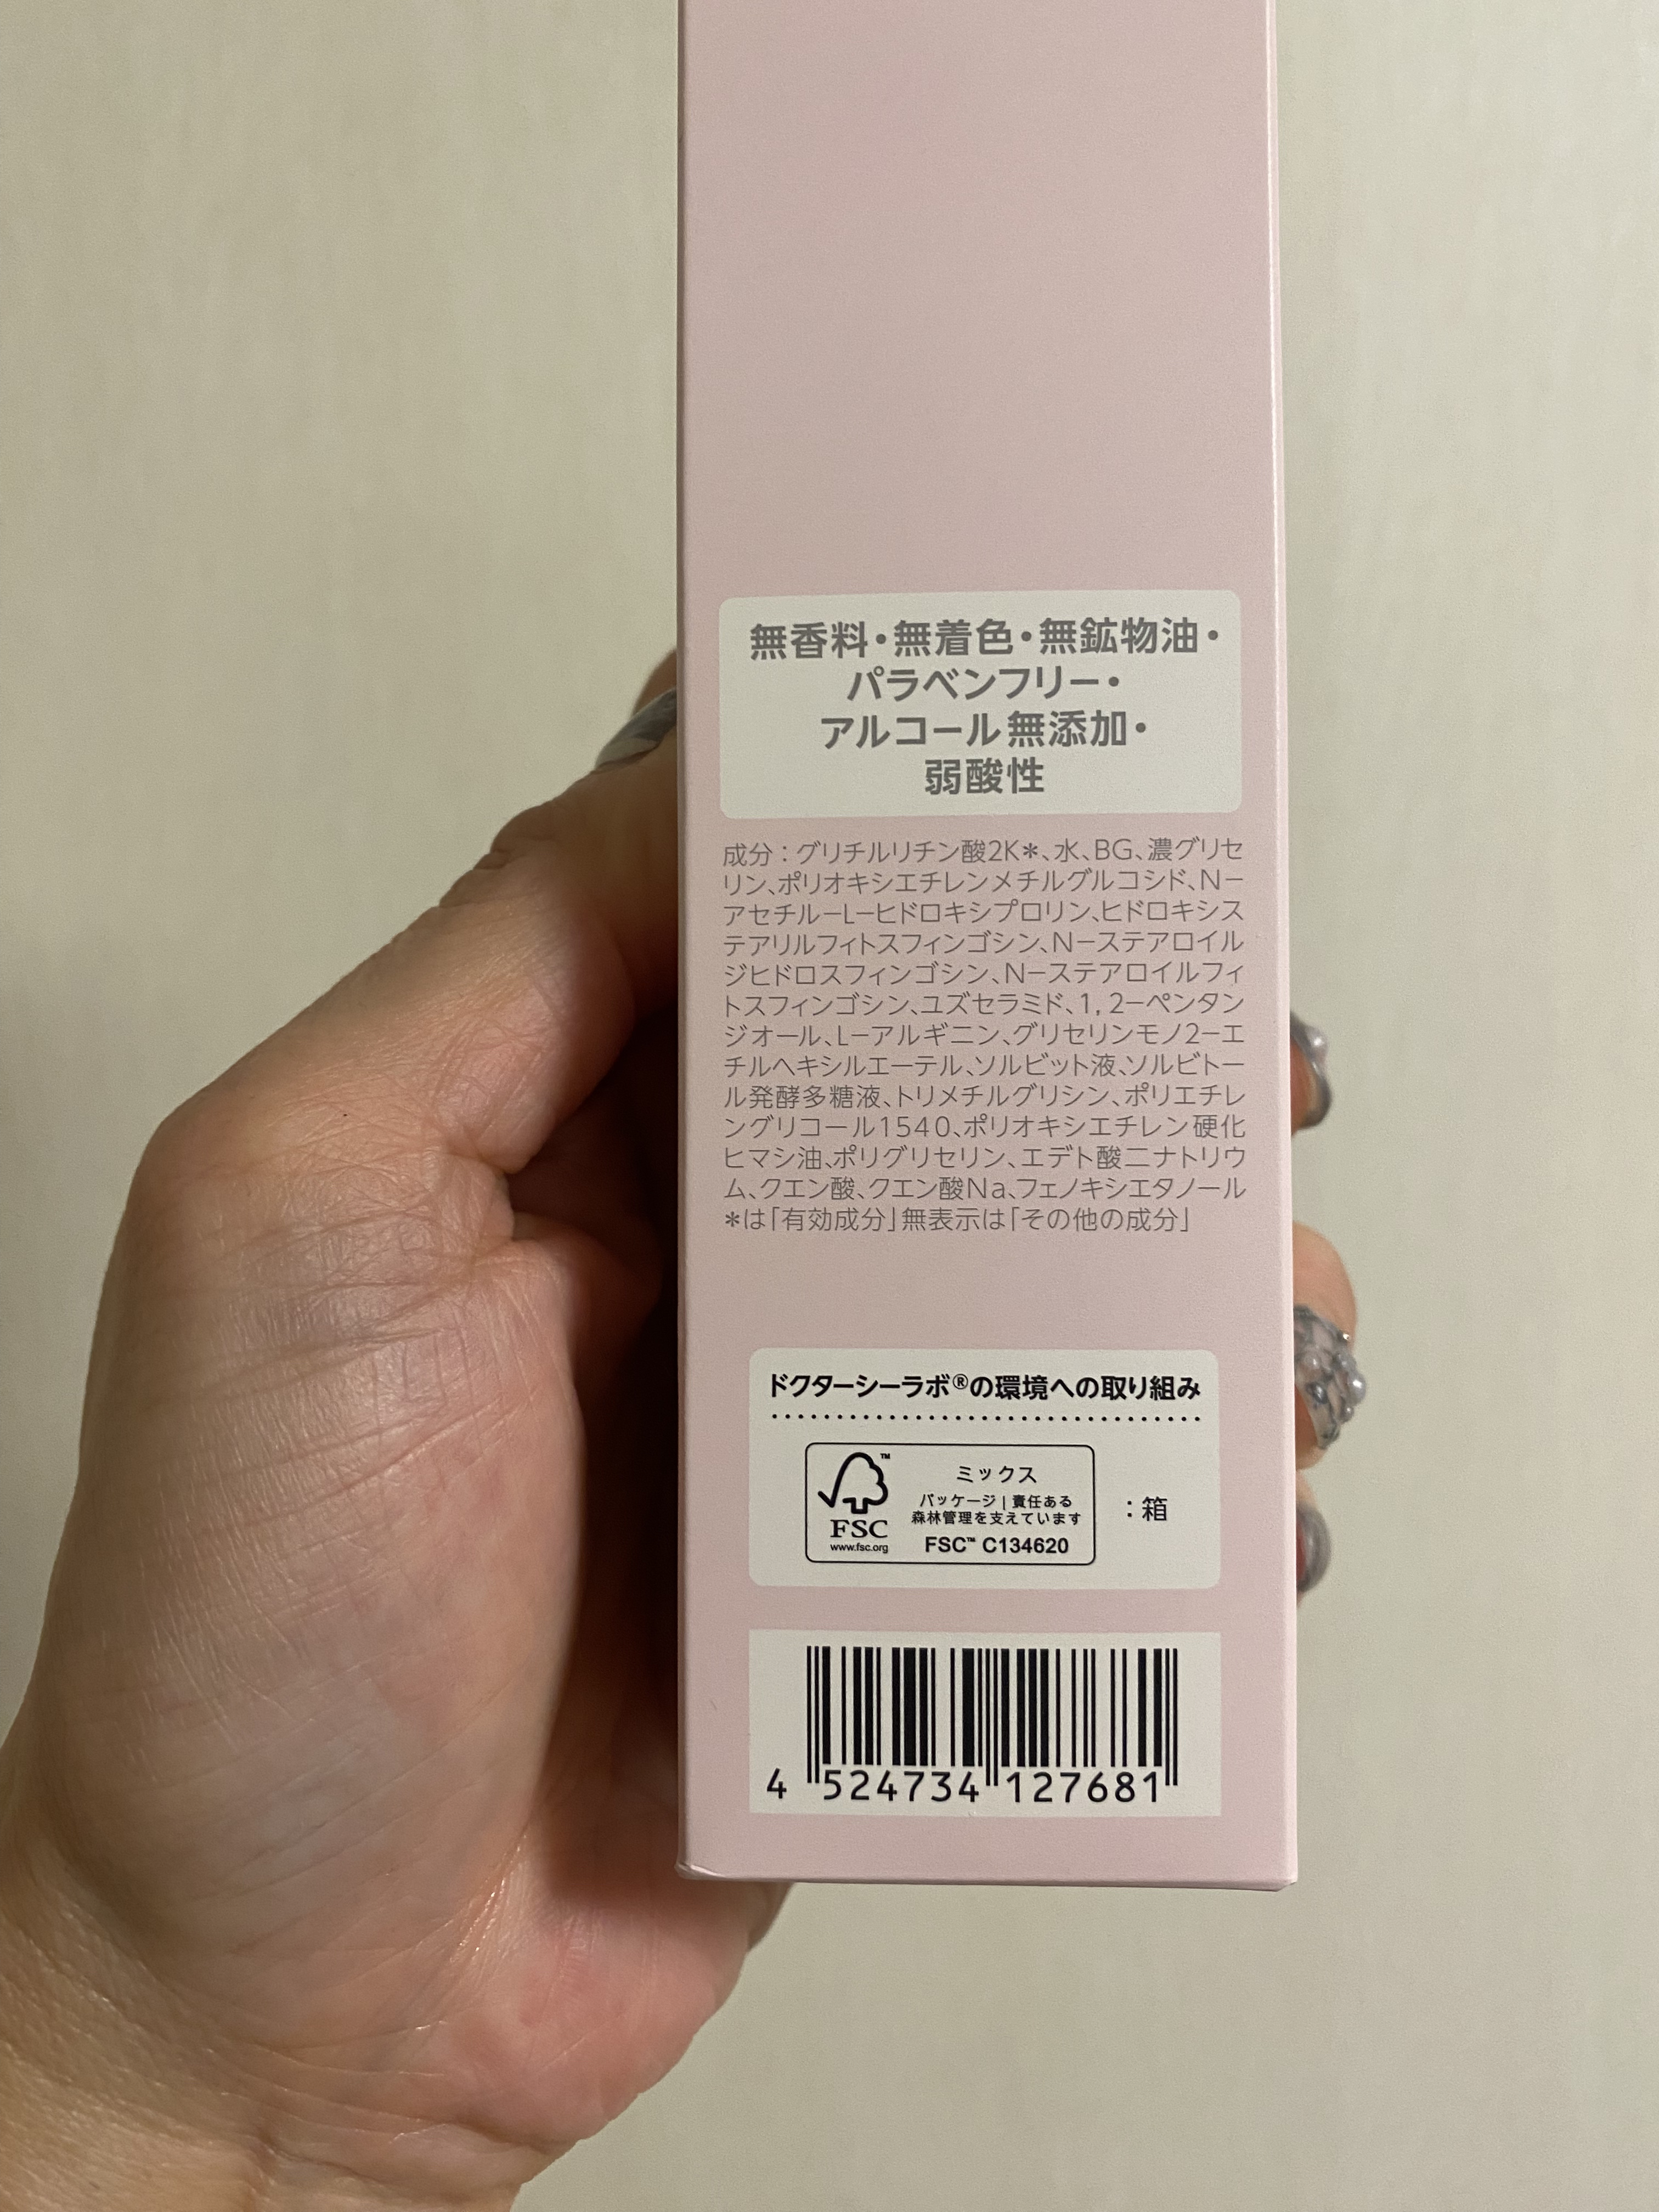 無香料・無着色・無鉱物油・
パラベンフリー・
アルコール無添加・
弱酸性
成分：グリチルリチン酸2K＊、水、BG、濃グリセ
リン、ポリオキシエチレンメチルグルコシド、N－
アセチル－L－ヒドロキシプロリン、ヒドロキシス
テアリルフィトスフィンゴシン、N－ステアロイル
ジヒドロスフィンゴシン、N－ステアロイルフィ
トスフィンゴシン、ユズセラミド、1，2－ペンタン
ジオール、L－アルギニン、グリセリンモノ2－エ
チルヘキシルエーテル、ソルビット液、ソルビトー
ル発酵多糖液、トリメチルグリシン、ポリエチレ
ングリコール1540、ポリオキシエチレン硬化
ヒマシ油、ポリグリセリン、エデト酸二ナトリウ
ム、クエン酸、クエン酸Na、フェノキシエタノール
＊は「有効成分」無表示は「その他の成分」
ドクターシーラボ®の環境への取り組み
ミックス
パッケージ｜責任ある
森林管理を支えています
FSC™ C134620
FSC
www.fsc.org
：箱
4 524734 127681